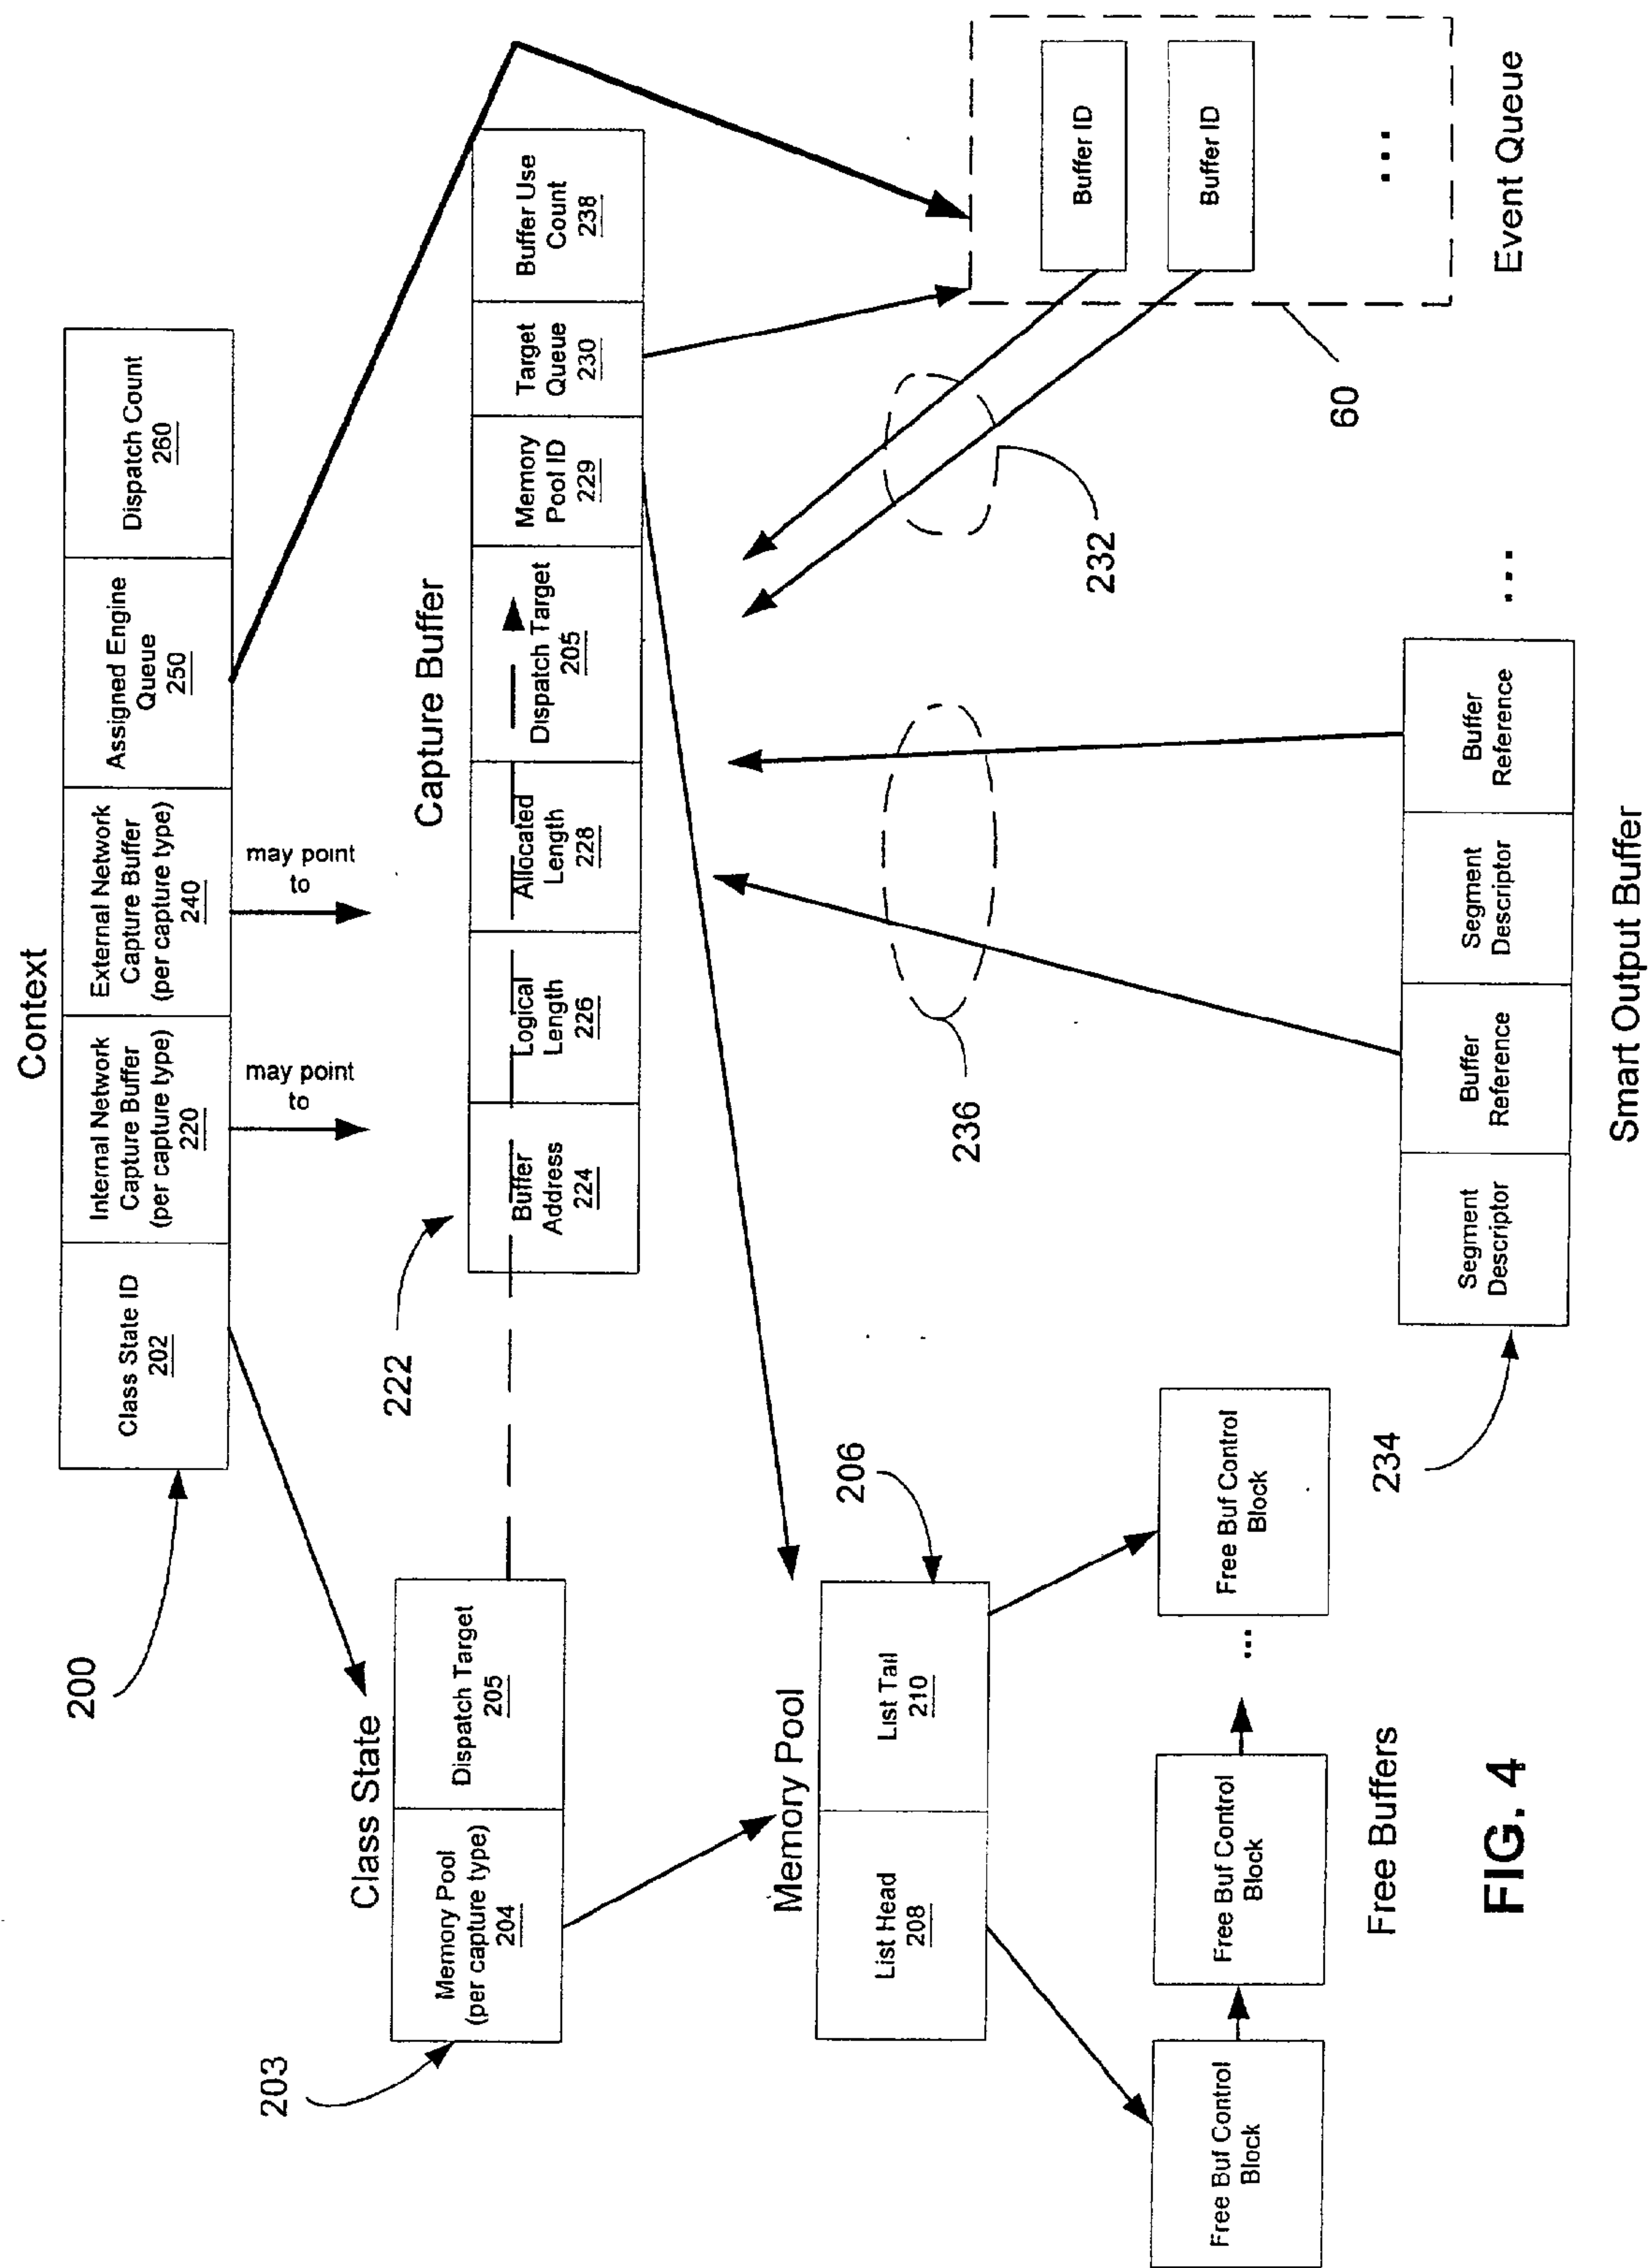 Context
Class State ID
202
Internal Network
Capture Buffer
(per capture type)
220
External Network
Capture Buffer
(per capture type)
240
Assigned Engine
Queue
250
Dispatch Count
260
200
may point
to
may point
to
Capture Buffer
222
Buffer
Address
224
Logical
Length
226
Allocated
Length
228
Dispatch Target
205
Memory
Pool ID
229
Target
Queue
230
Buffer Use
Count
238
Class State
203
Memory Pool
(per capture type)
204
Dispatch Target
205
Memory Pool
206
List Head
208
List Tail
210
Free Buf Control
Block
Free Buf Control
Block
...
Free Buf Control
Block
Free Buffers
232
236
Buffer ID
Buffer ID
...
60
Event Queue
234
Segment
Descriptor
Buffer
Reference
Segment
Descriptor
Buffer
Reference
...
Smart Output Buffer
FIG. 4